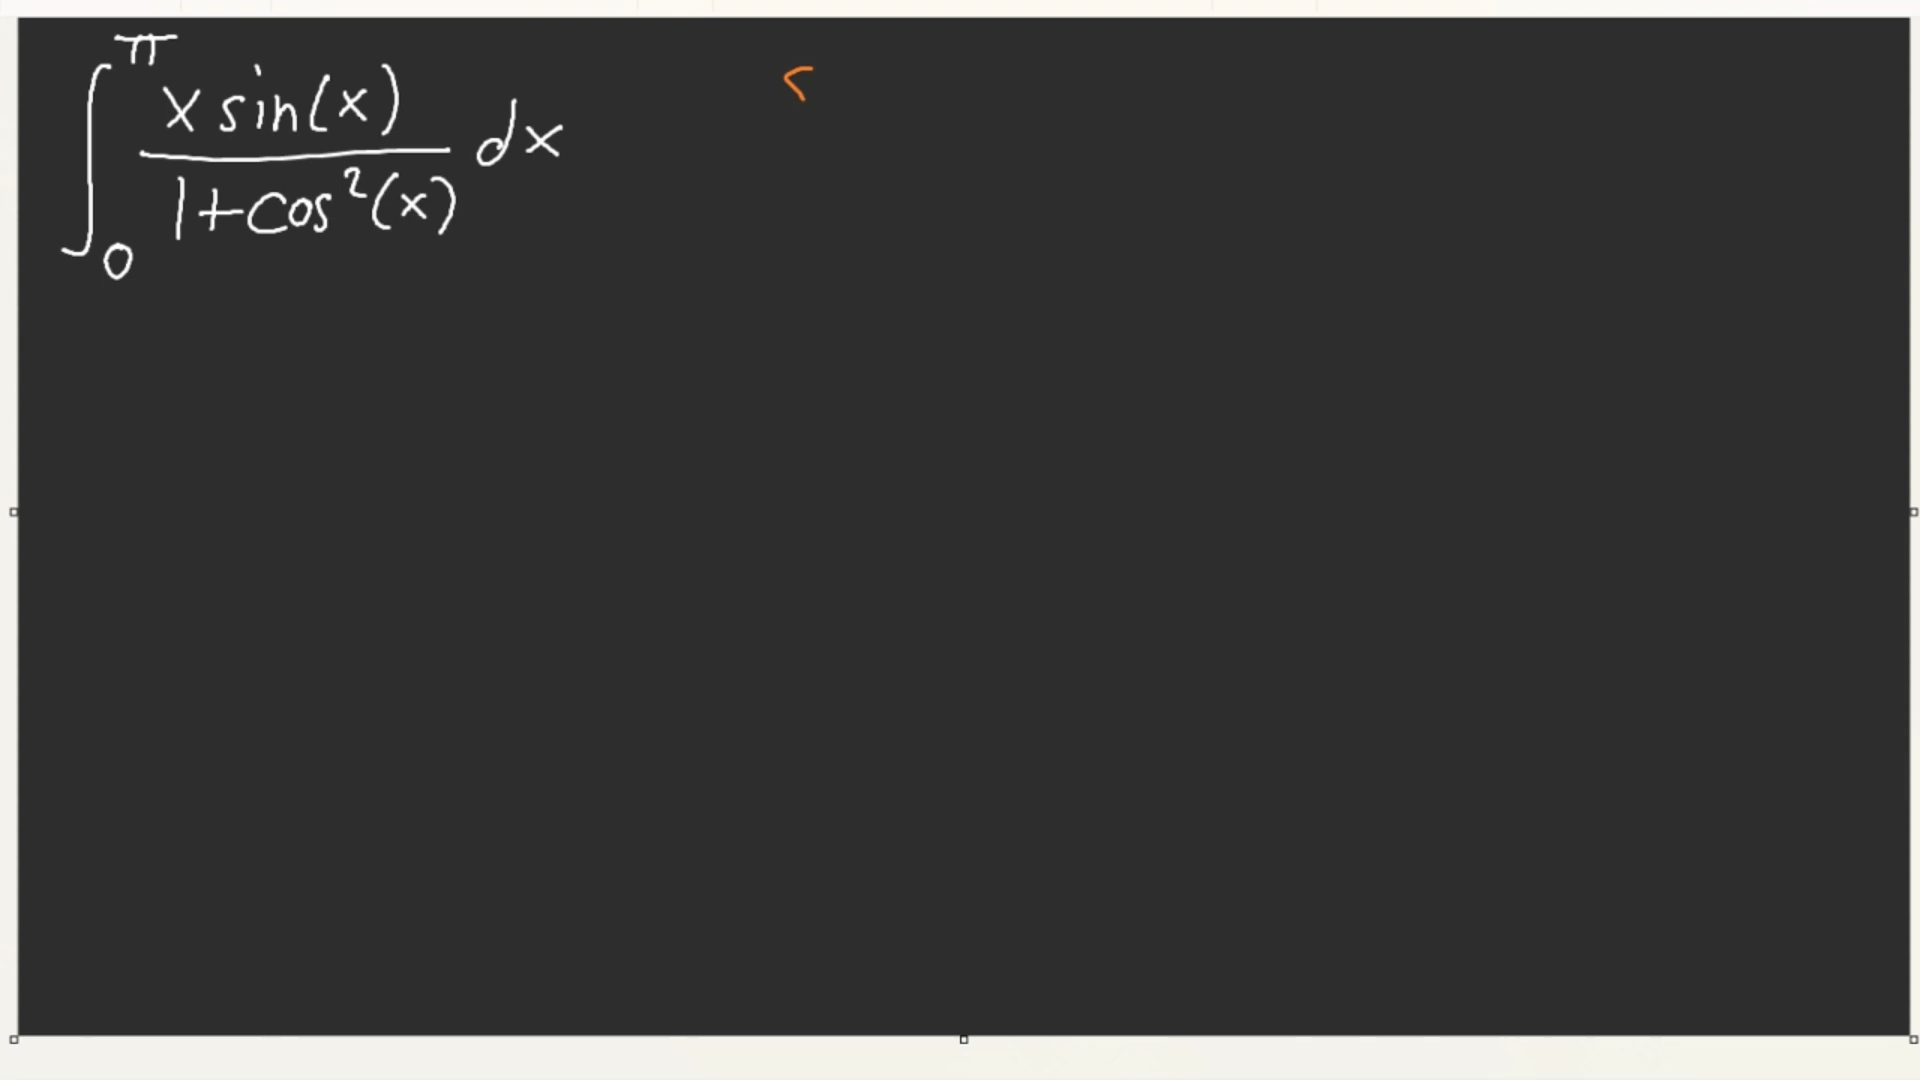 ∫₀^π x sin(x) / (1+cos²(x)) dx